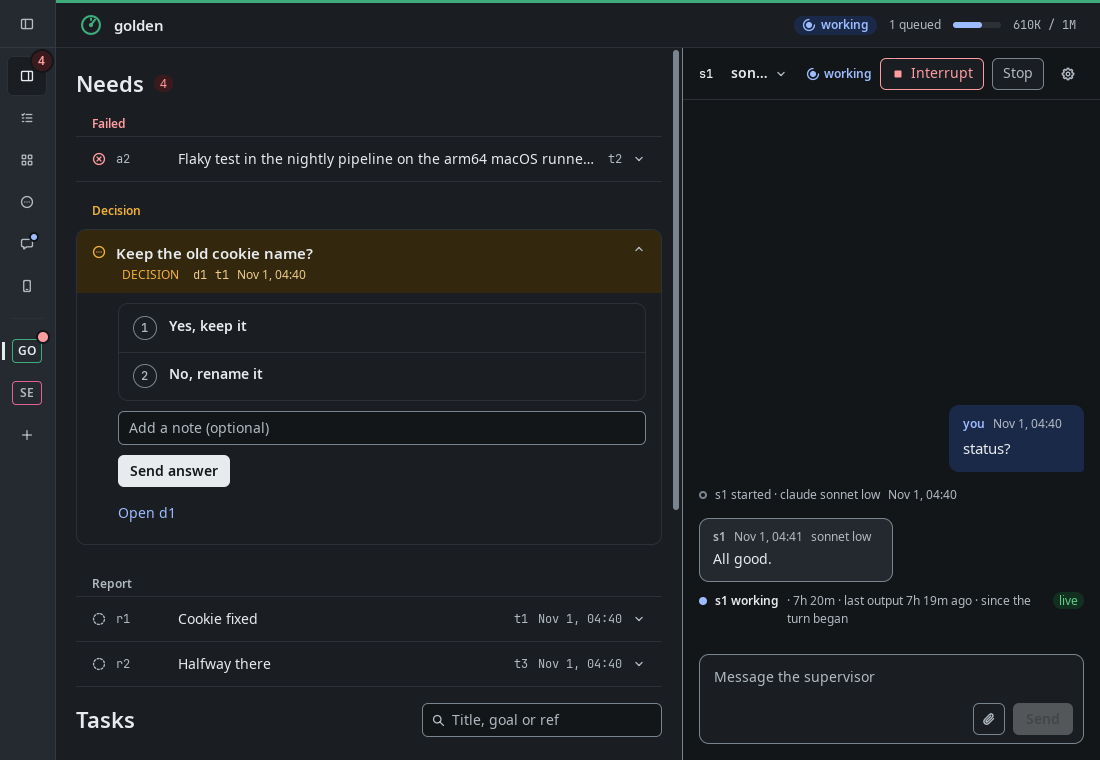 golden
working
1 queued
610K / 1M
4
GO
SE
Needs 4
Failed
a2 Flaky test in the nightly pipeline on the arm64 macOS runne... t2
Decision
Keep the old cookie name?
DECISION d1 t1 Nov 1, 04:40
1 Yes, keep it
2 No, rename it
Add a note (optional)
Send answer
Open d1
Report
r1 Cookie fixed t1 Nov 1, 04:40
r2 Halfway there t3 Nov 1, 04:40
Tasks
Title, goal or ref
s1 son... working Interrupt Stop
you Nov 1, 04:40
status?
s1 started · claude sonnet low Nov 1, 04:40
s1 Nov 1, 04:41 sonnet low
All good.
s1 working · 7h 20m · last output 7h 19m ago · since the
turn began
live
Message the supervisor
Send